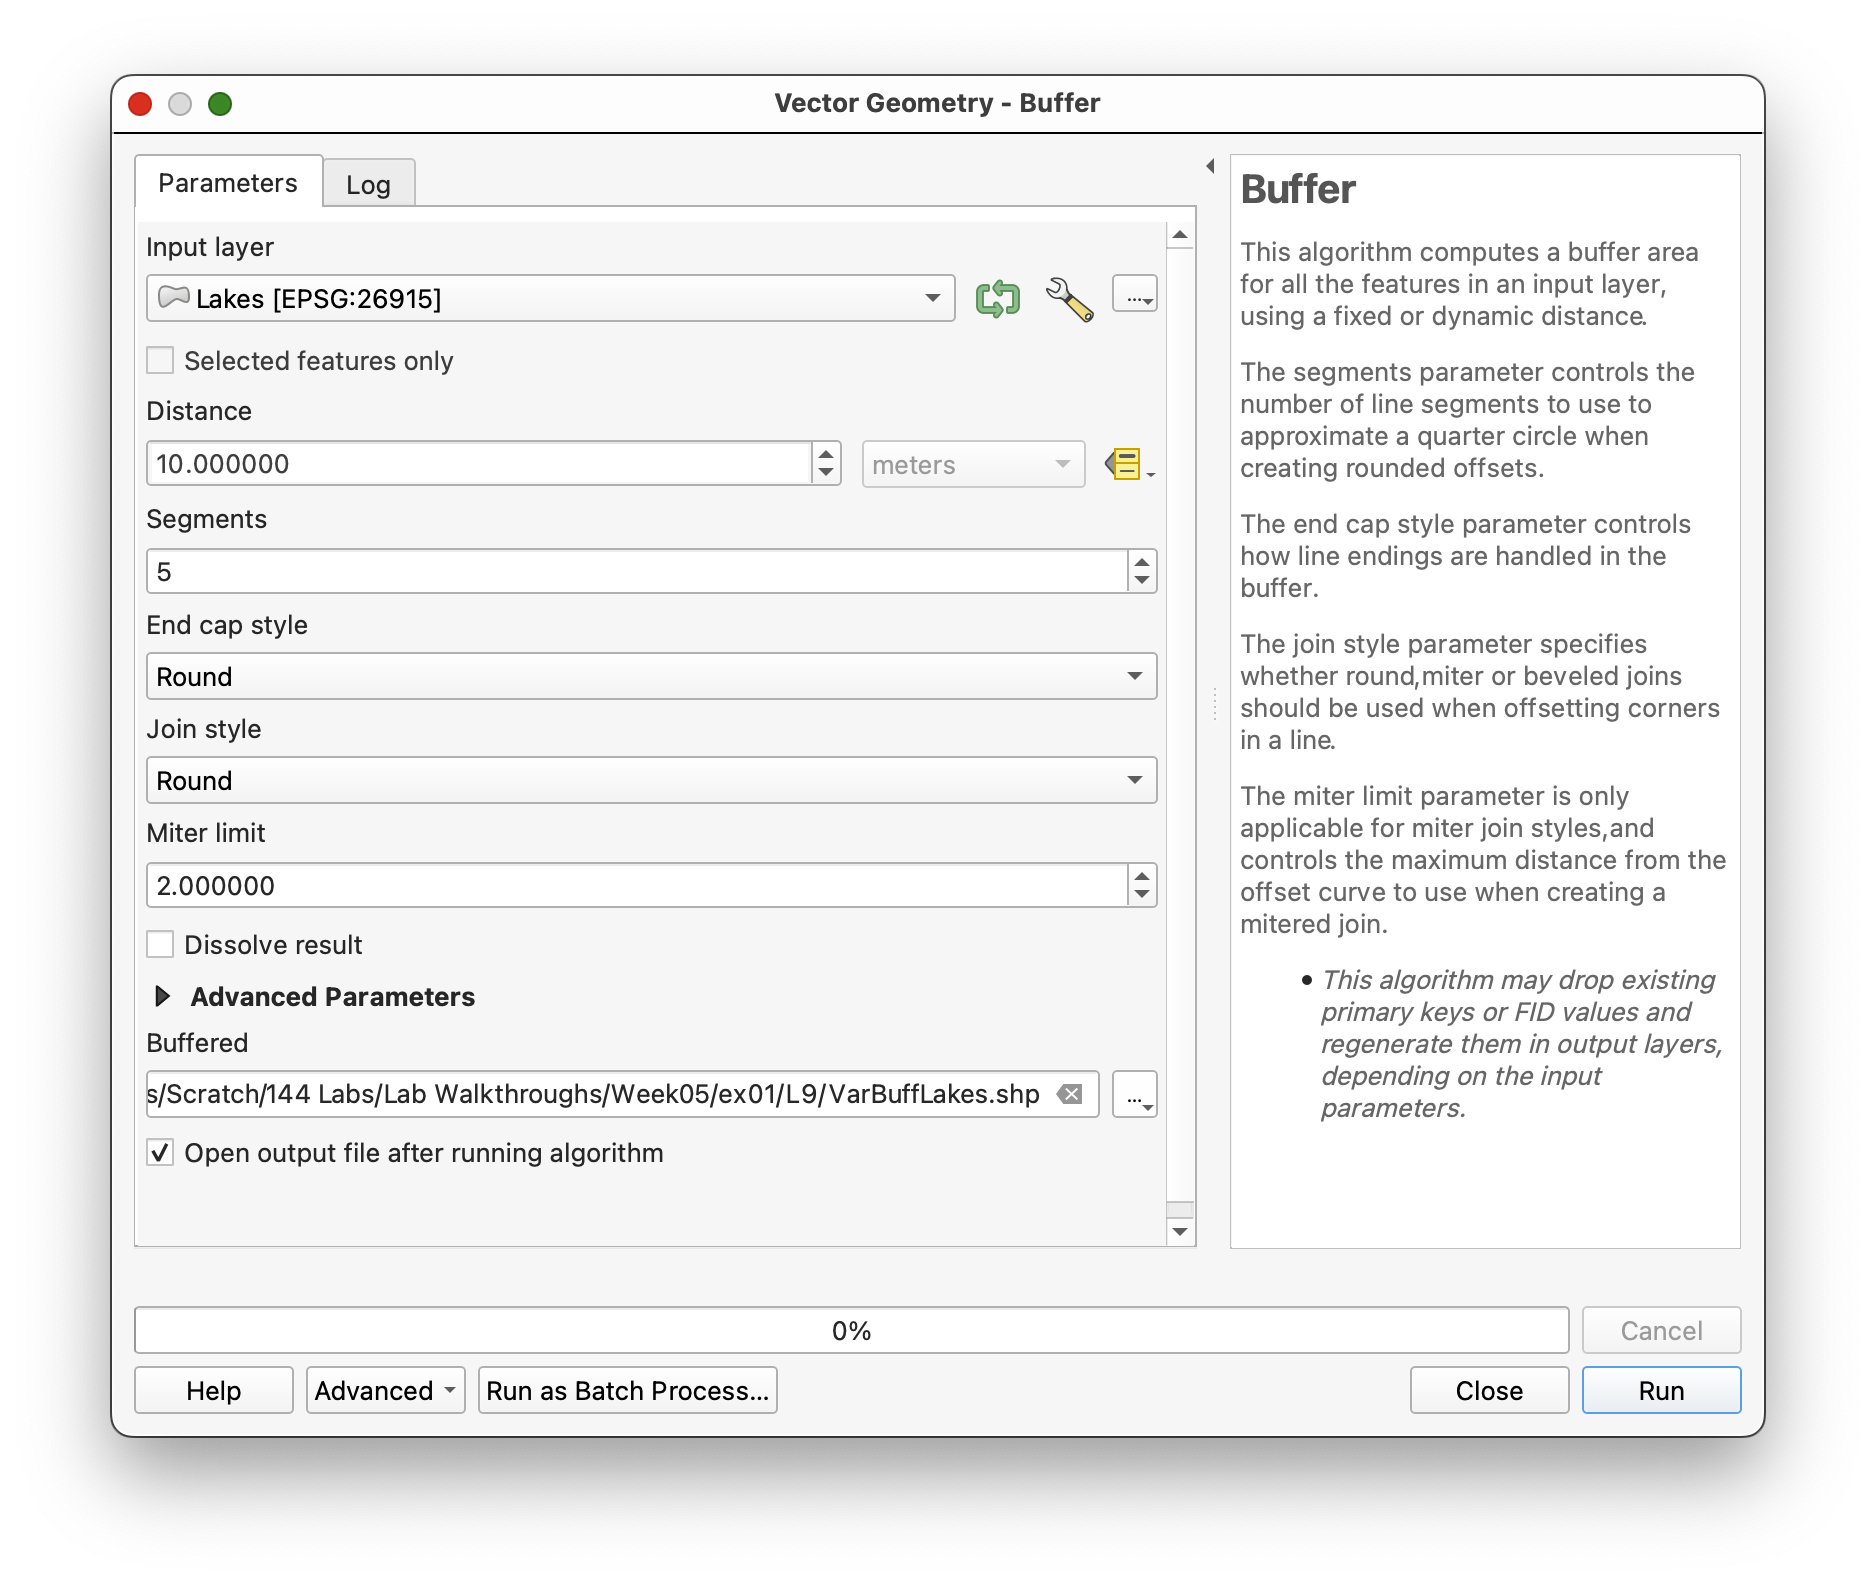 Vector Geometry - Buffer
Parameters
Log
Input layer
Lakes [EPSG:26915]
...
Selected features only
Distance
10.000000
meters
Segments
5
End cap style
Round
Join style
Round
Miter limit
2.000000
Dissolve result
Advanced Parameters
Buffered
s/Scratch/144 Labs/Lab Walkthroughs/Week05/ex01/L9/VarBuffLakes.shp
...
Open output file after running algorithm
Buffer
This algorithm computes a buffer area
for all the features in an input layer,
using a fixed or dynamic distance.
The segments parameter controls the
number of line segments to use to
approximate a quarter circle when
creating rounded offsets.
The end cap style parameter controls
how line endings are handled in the
buffer.
The join style parameter specifies
whether round,miter or beveled joins
should be used when offsetting corners
in a line.
The miter limit parameter is only
applicable for miter join styles,and
controls the maximum distance from the
offset curve to use when creating a
mitered join.
• This algorithm may drop existing
primary keys or FID values and
regenerate them in output layers,
depending on the input
parameters.
0%
Cancel
Help
Advanced
Run as Batch Process...
Close
Run